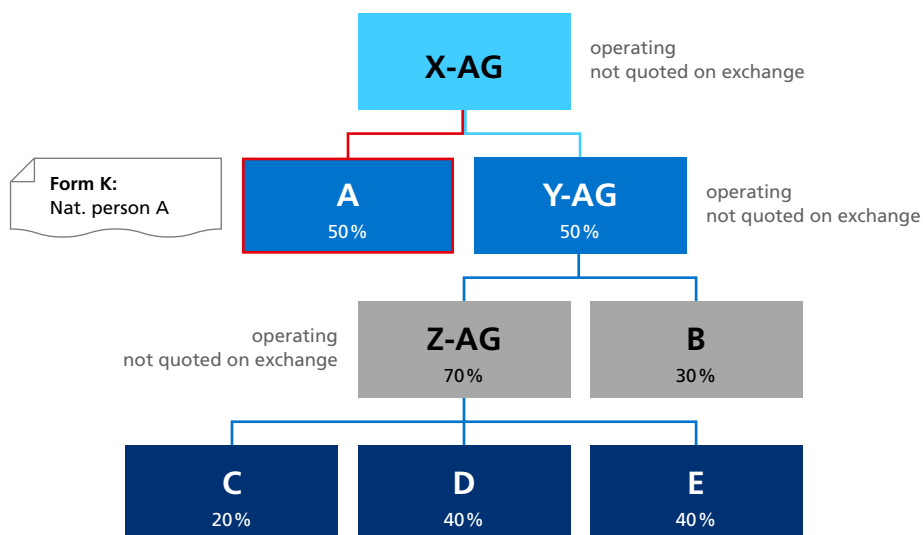 X-AG
operating
not quoted on exchange
Form K:
Nat. person A
A
50%
Y-AG
50%
operating
not quoted on exchange
operating
not quoted on exchange
Z-AG
70%
B
30%
C
20%
D
40%
E
40%